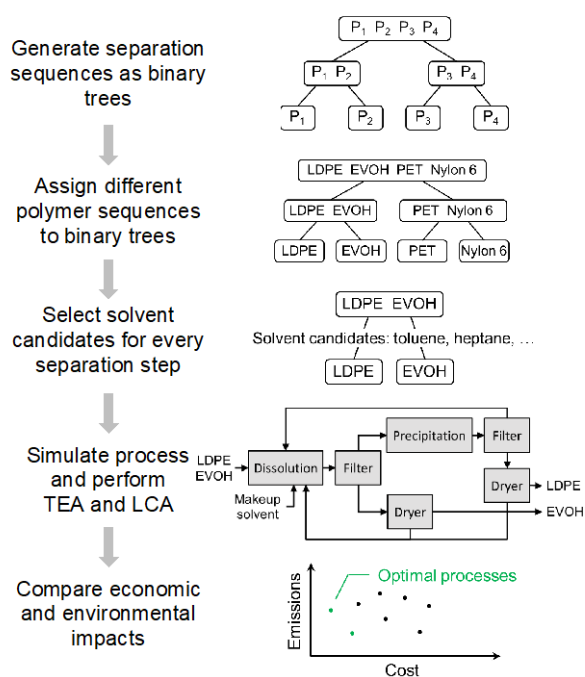 Generate separation
sequences as binary
trees
P1 P2 P3 P4
P1 P2
P3 P4
P1
P2
P3
P4
Assign different
polymer sequences
to binary trees
LDPE EVOH PET Nylon 6
LDPE EVOH
PET Nylon 6
LDPE
EVOH
PET
Nylon 6
Select solvent
candidates for every
separation step
LDPE EVOH
Solvent candidates: toluene, heptane, ...
LDPE
EVOH
Simulate process
and perform
TEA and LCA
LDPE
EVOH
Dissolution
Filter
Precipitation
Filter
Dryer
LDPE
Makeup
solvent
Dryer
EVOH
Compare economic
and environmental
impacts
Optimal processes
Emissions
Cost